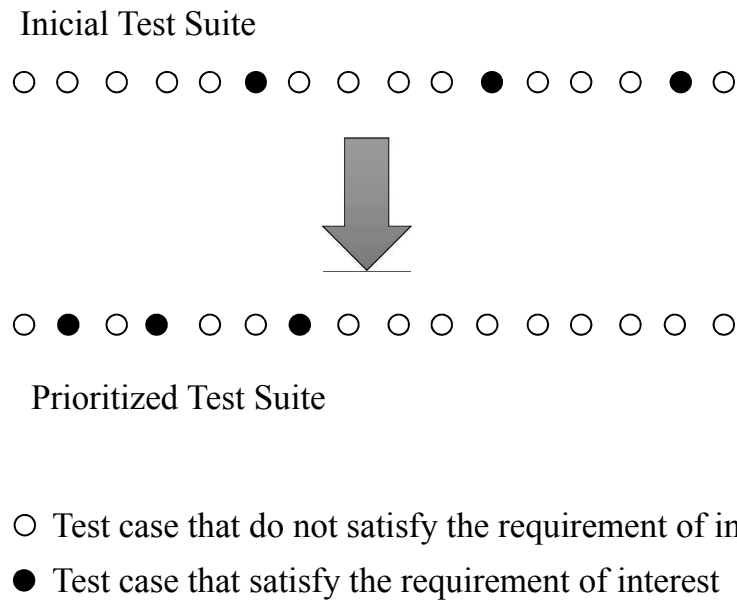 Inicial Test Suite
Prioritized Test Suite
Test case that do not satisfy the requirement of in
Test case that satisfy the requirement of interest